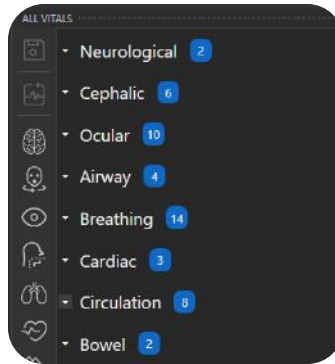 ALL VITALS
Neurological 2
Cephalic 6
Ocular 10
Airway 4
Breathing 14
Cardiac 3
Circulation 8
Bowel 2